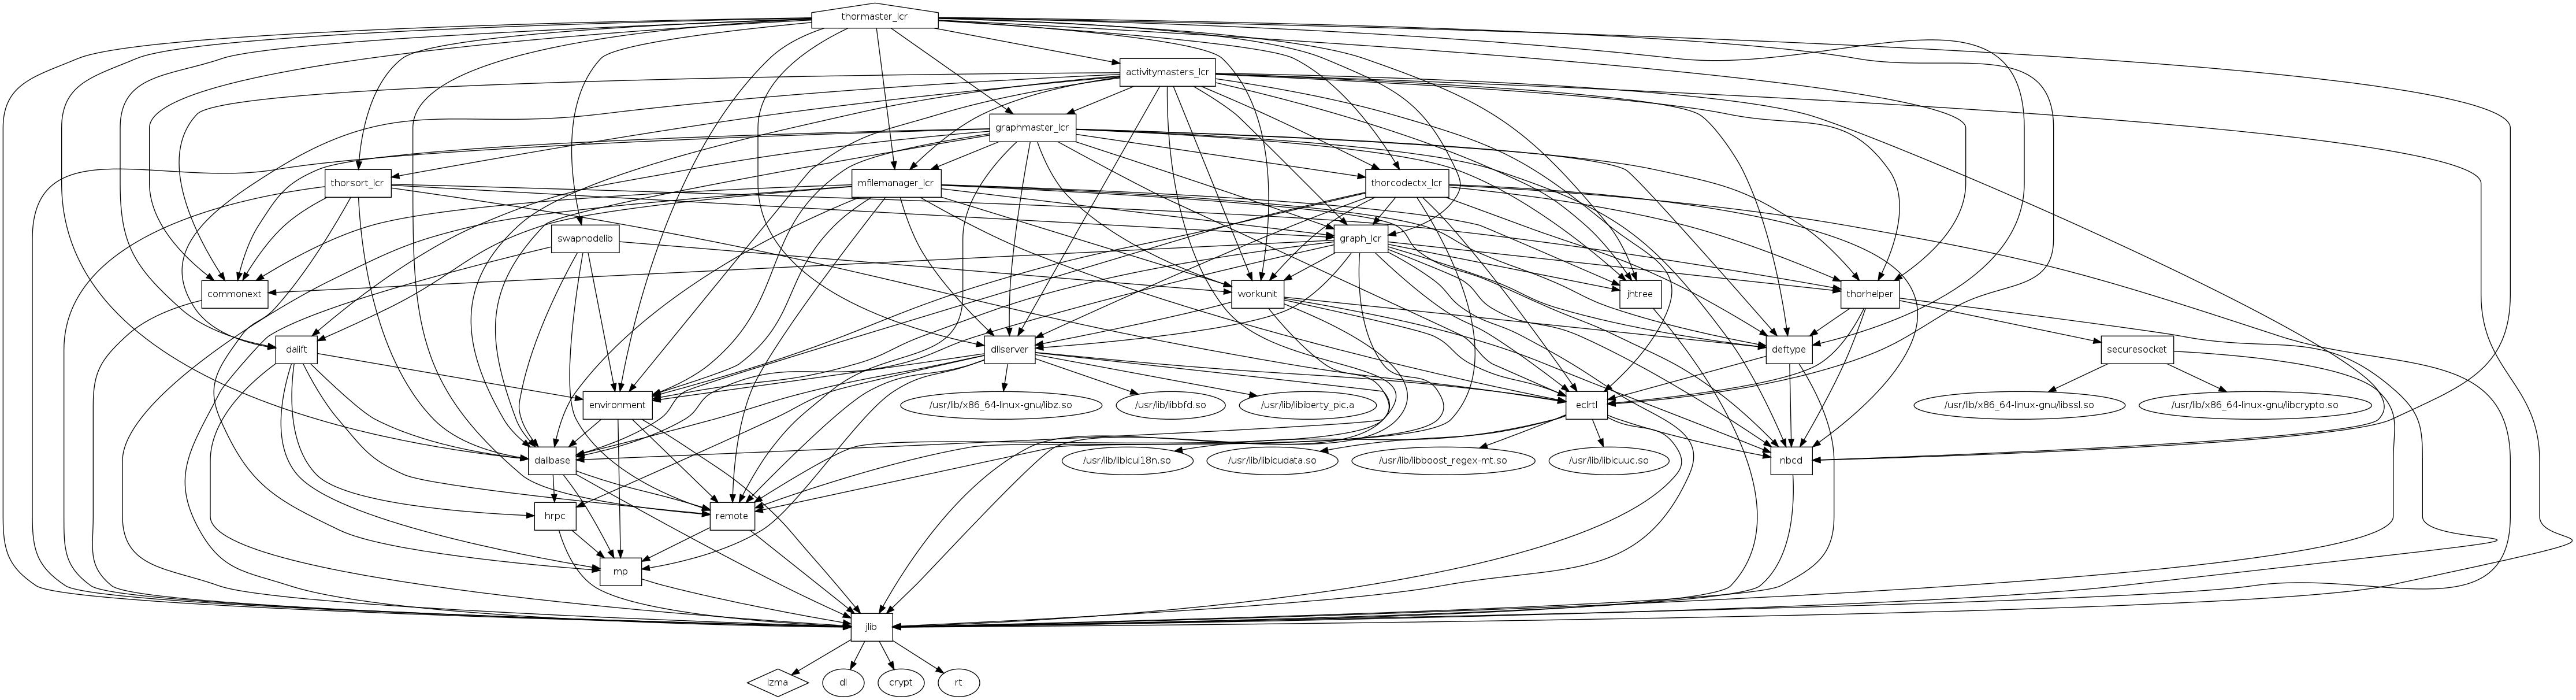 thormaster_lcr
activitymasters_lcr
graphmaster_lcr
thorsort_lcr
mfilemanager_lcr
thorcodectx_lcr
swapnodelib
graph_lcr
commonext
workunit
jhtree
thorhelper
dalift
dllserver
deftype
securesocket
environment
/usr/lib/x86_64-linux-gnu/libz.so
/usr/lib/libbfd.so
/usr/lib/libiberty_pic.a
eclrtl
/usr/lib/x86_64-linux-gnu/libssl.so
/usr/lib/x86_64-linux-gnu/libcrypto.so
dalibase
/usr/lib/libicui18n.so
/usr/lib/libicudata.so
/usr/lib/libboost_regex-mt.so
/usr/lib/libicuuc.so
nbcd
hrpc
remote
mp
jlib
lzma
dl
crypt
rt